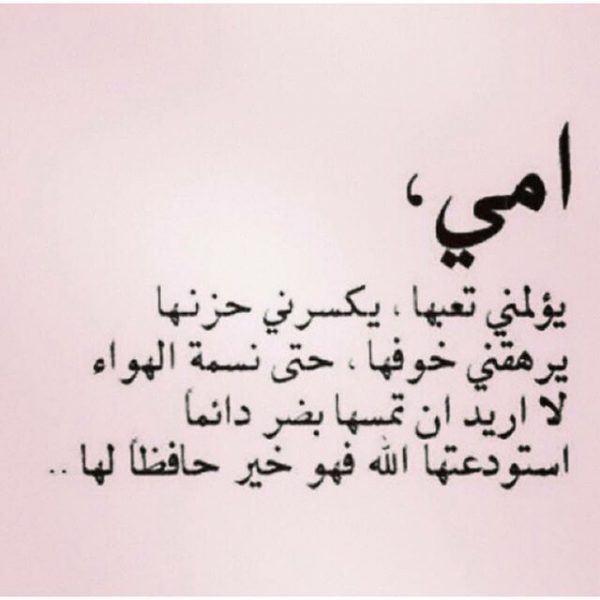 امي،
يؤلمني تعبها، يكسرني حزنها
يرهقني خوفها، حتى نسمة الهواء
لا اريد ان تمسها بضر دائماً
استودعتها الله فهو خير حافظاً لها ..